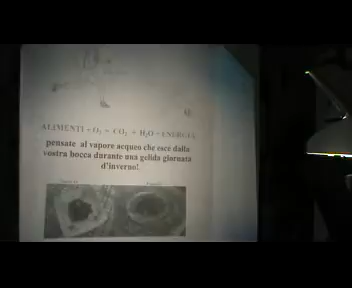 ALIMENTI + O₂ = CO₂ + H₂O + ENERGIA
pensate al vapore acqueo che esce dalla
vostra bocca durante una gelida giornata
d'inverno!